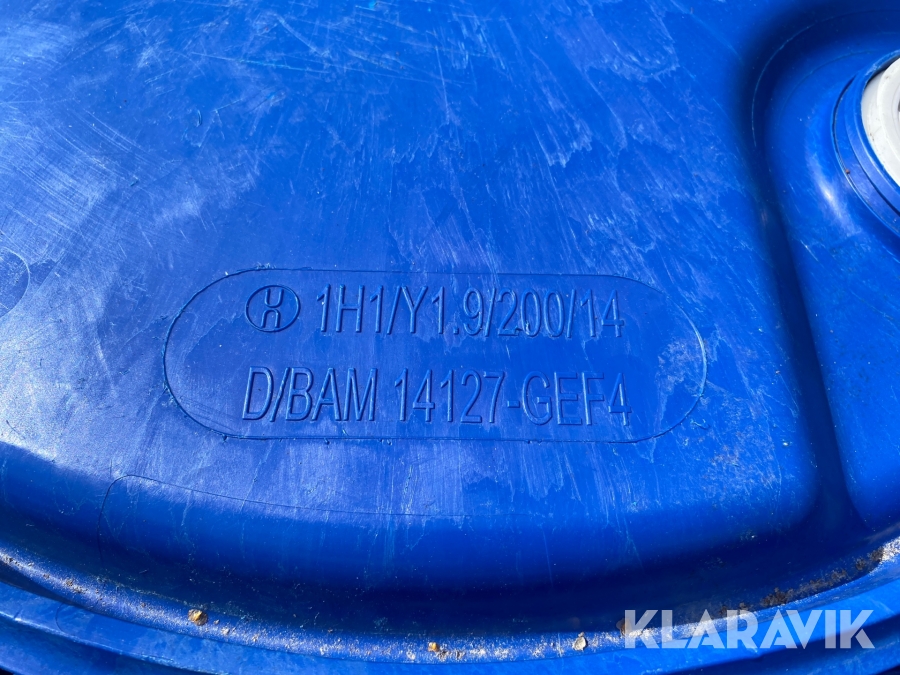 1H1/Y1.9/200/14
D/BAM 14127-GEF4
KLARAVIK